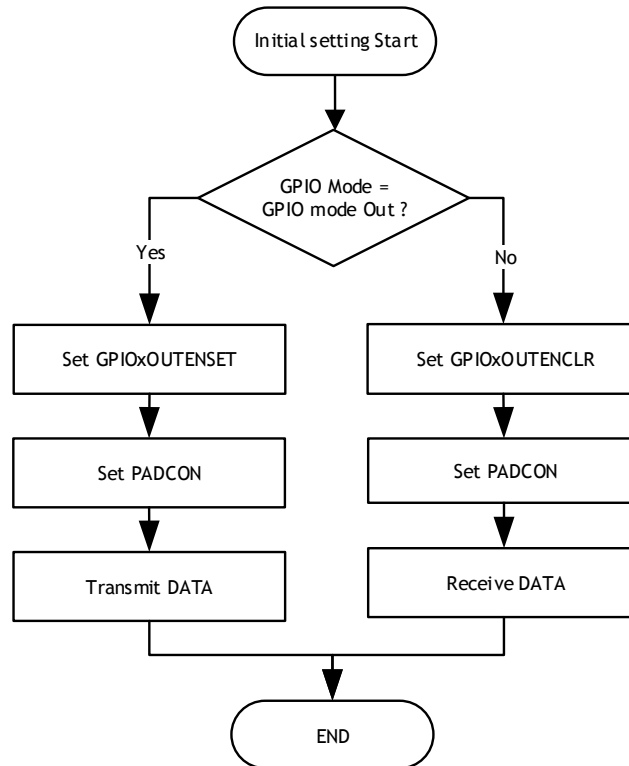 Initial setting Start
GPIO Mode =
GPIO mode Out ?
Yes
No
Set GPIOxOUTENSET
Set GPIOxOUTENCLR
Set PADCON
Set PADCON
Transmit DATA
Receive DATA
END